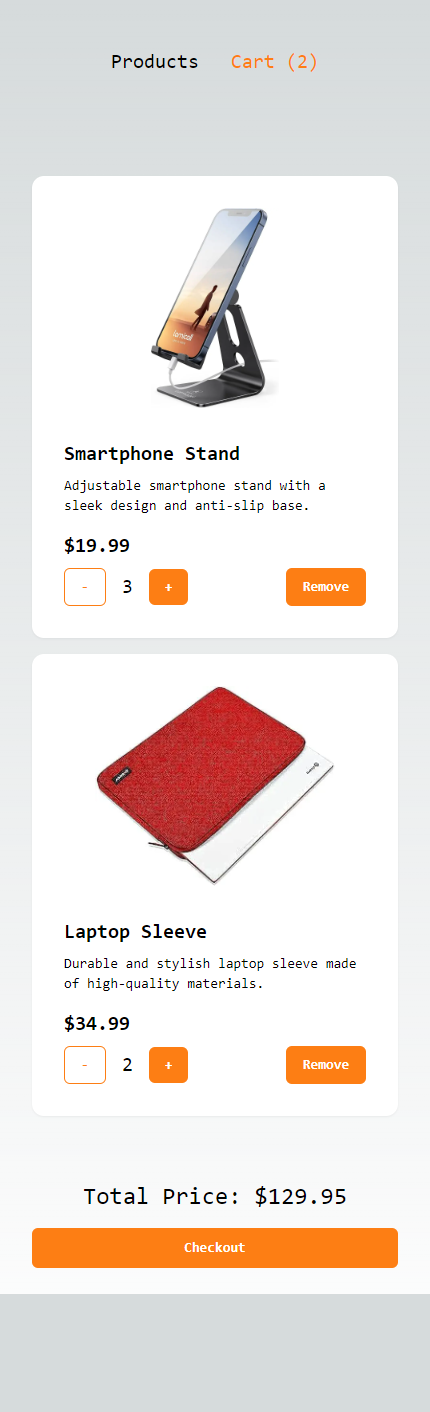 Products Cart (2)
lamicall
Smartphone Stand
Adjustable smartphone stand with a
sleek design and anti-slip base.
$19.99
- 3 + Remove
Laptop Sleeve
Durable and stylish laptop sleeve made
of high-quality materials.
$34.99
- 2 + Remove
Total Price: $129.95
Checkout